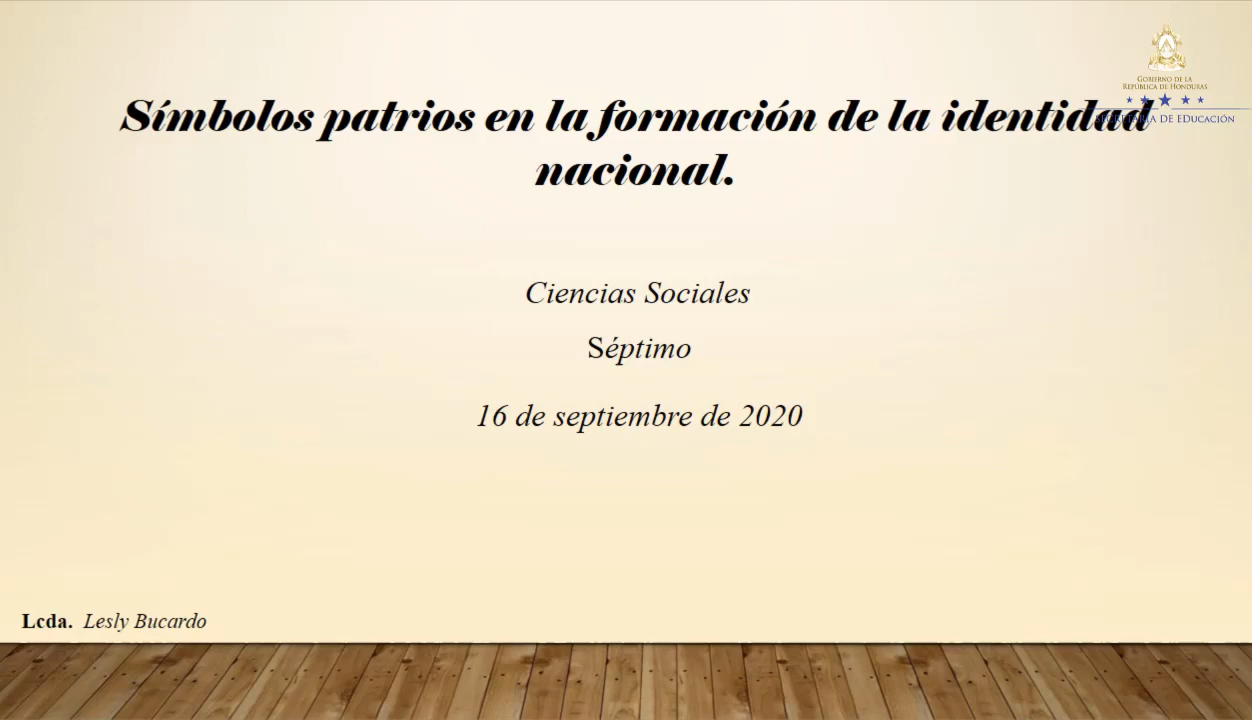 GOBIERNO DE LA
REPÚBLICA DE HONDURAS
SECRETARÍA DE EDUCACIÓN
Símbolos patrios en la formación de la identidad
nacional.
Ciencias Sociales
Séptimo
16 de septiembre de 2020
Lcda. Lesly Bucardo